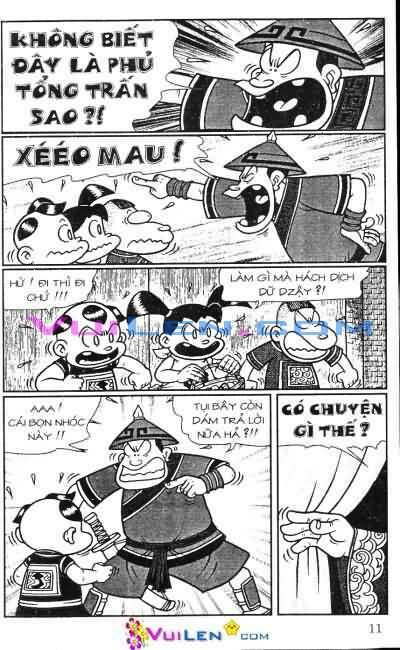 KHÔNG BIẾT
ĐÂY LÀ PHỦ
TỔNG TRẤN
SAO ?!
XÉÉO MAU !
HỨ ! ĐI THÌ ĐI
CHỨ !!!
LÀM GÌ MÀ HÁCH DỊCH
DỮ DZẬY ?!
VUILEN.COM
AAA !
CÁI BỌN NHÓC
NÀY !!
TỤI BÂY CÒN
DÁM TRẢ LỜI
NỮA HẢ ?!!
CÓ CHUYỆN
GÌ THẾ ?
11
VUILEN.COM